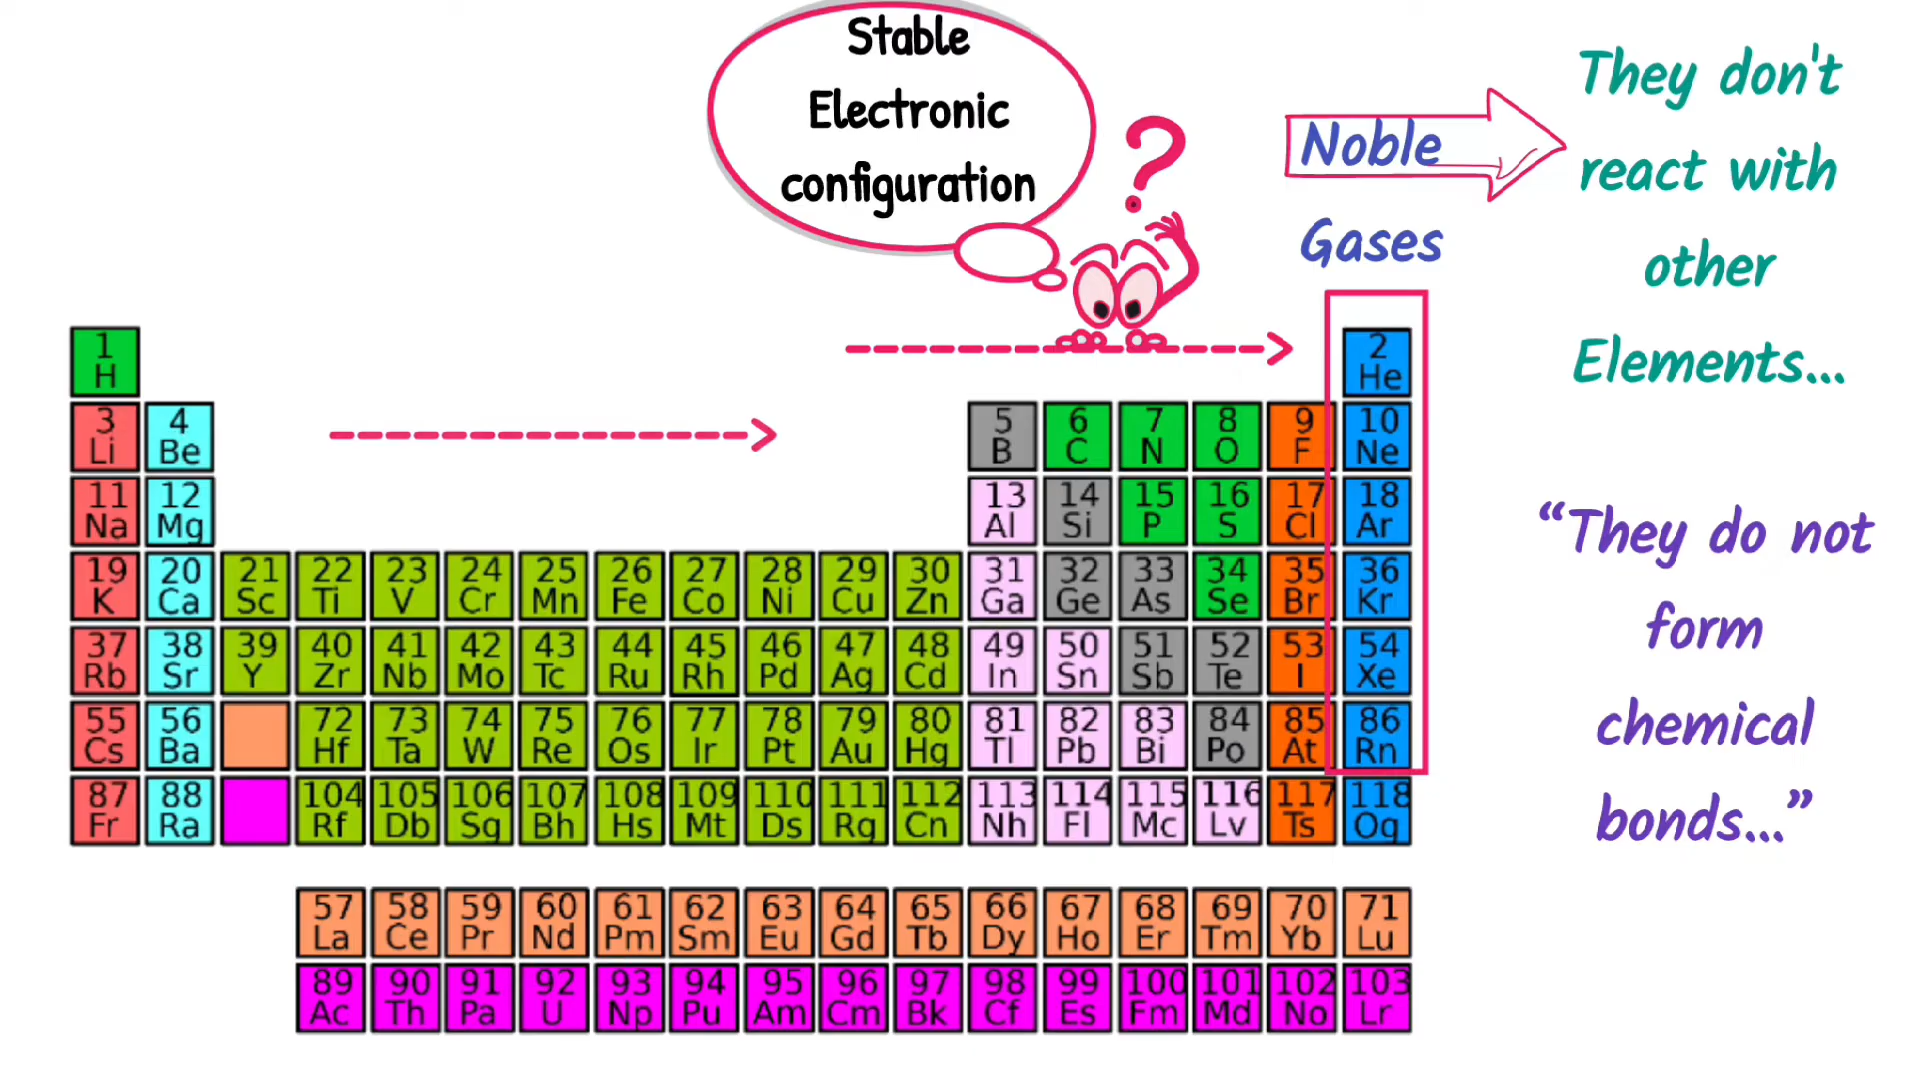 Stable
Electronic
configuration
?
Noble
Gases
They don't
react with
other
Elements...
“They do not
form
chemical
bonds...”
1 2
H He
3 4 5 6 7 8 9 10
Li Be B C N O F Ne
11 12 13 14 15 16 17 18
Na Mg Al Si P S Cl Ar
19 20 21 22 23 24 25 26 27 28 29 30 31 32 33 34 35 36
K Ca Sc Ti V Cr Mn Fe Co Ni Cu Zn Ga Ge As Se Br Kr
37 38 39 40 41 42 43 44 45 46 47 48 49 50 51 52 53 54
Rb Sr Y Zr Nb Mo Tc Ru Rh Pd Ag Cd In Sn Sb Te I Xe
55 56 72 73 74 75 76 77 78 79 80 81 82 83 84 85 86
Cs Ba Hf Ta W Re Os Ir Pt Au Hg Tl Pb Bi Po At Rn
87 88 104 105 106 107 108 109 110 111 112 113 114 115 116 117 118
Fr Ra Rf Db Sg Bh Hs Mt Ds Rg Cn Nh Fl Mc Lv Ts Og
57 58 59 60 61 62 63 64 65 66 67 68 69 70 71
La Ce Pr Nd Pm Sm Eu Gd Tb Dy Ho Er Tm Yb Lu
89 90 91 92 93 94 95 96 97 98 99 100 101 102 103
Ac Th Pa U Np Pu Am Cm Bk Cf Es Fm Md No Lr